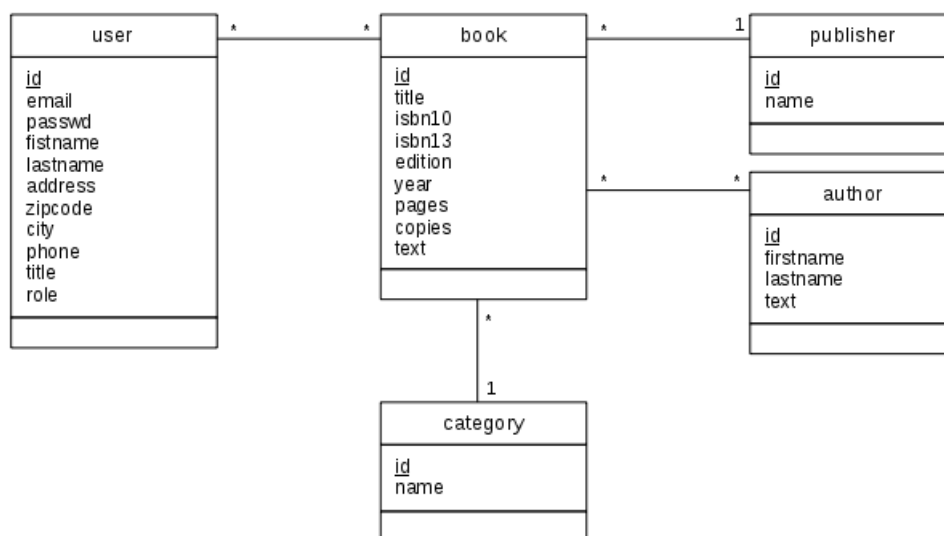 user
id
email
passwd
fistname
lastname
address
zipcode
city
phone
title
role
* *
book
id
title
isbn10
isbn13
edition
year
pages
copies
text
* 1
publisher
id
name
* *
author
id
firstname
lastname
text
*
1
category
id
name